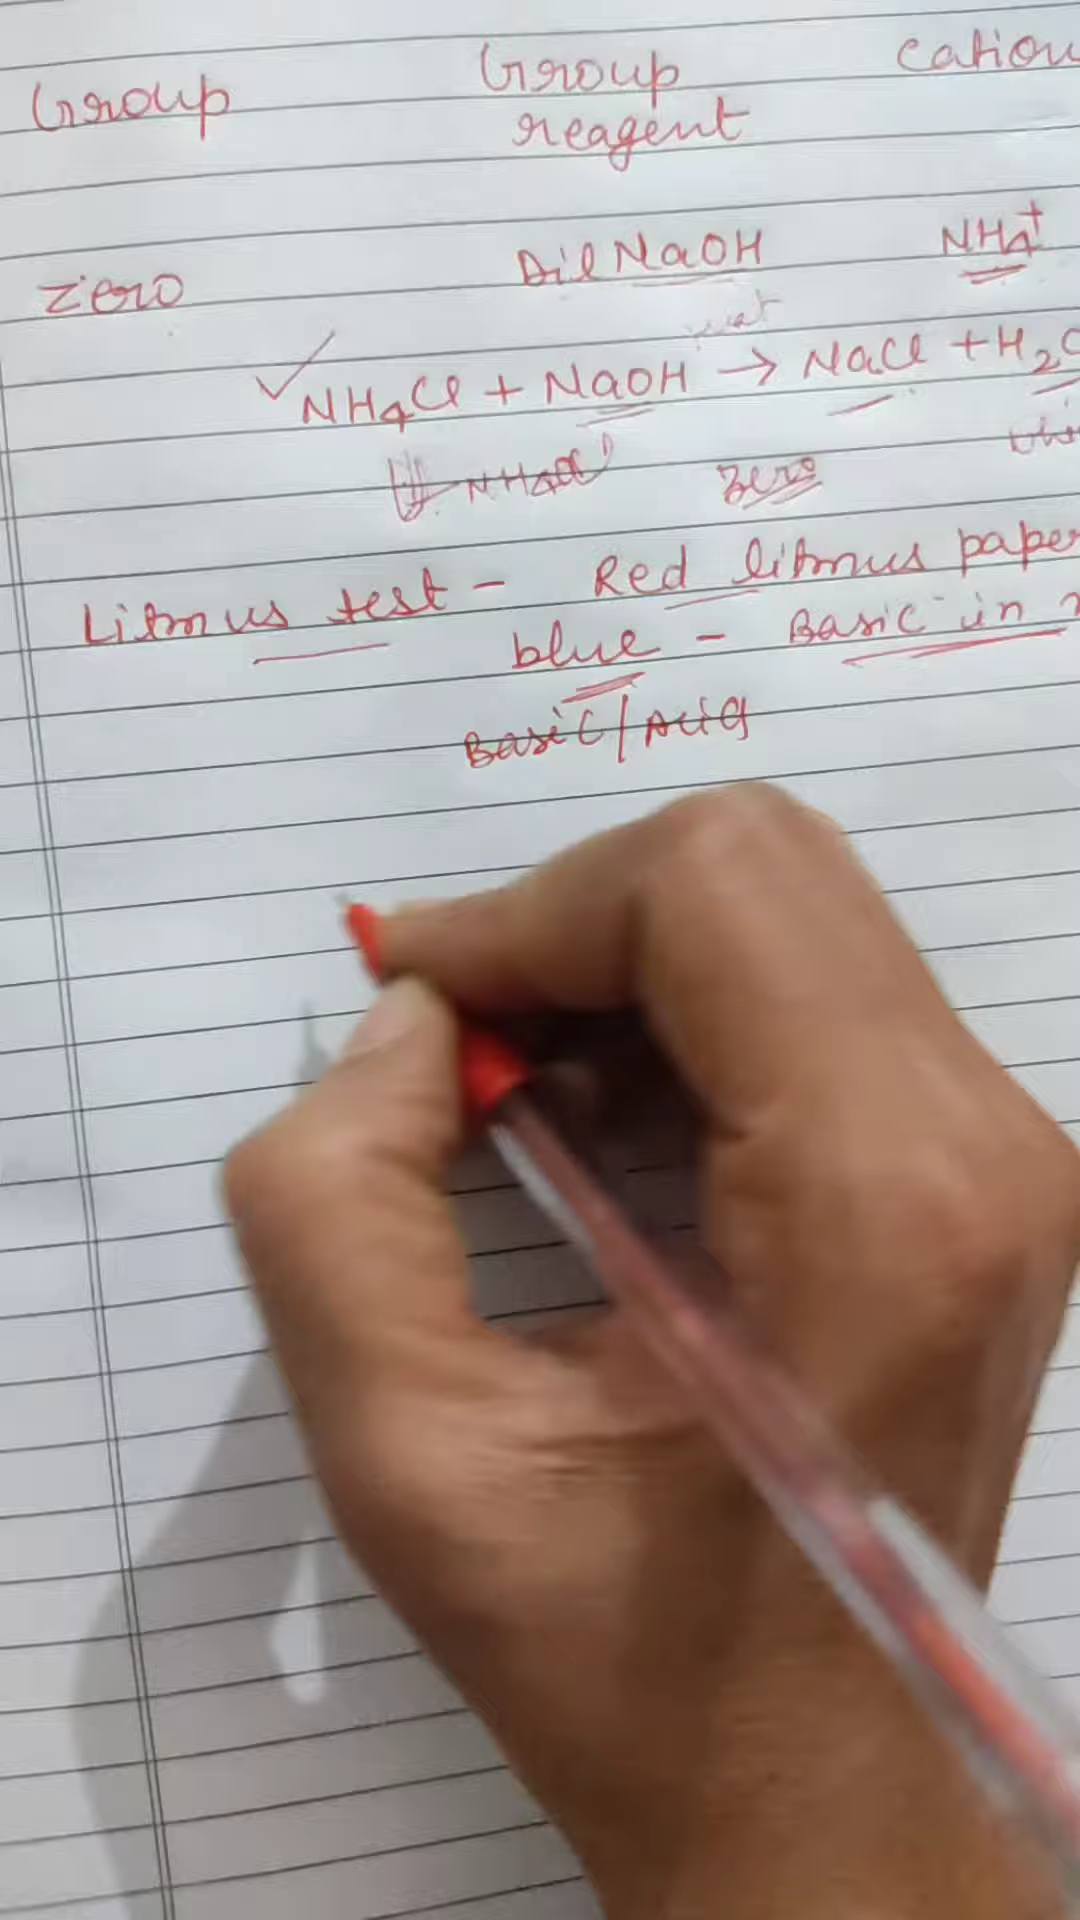 Group Group cation
reagent
zero Dil NaOH NH4+
heat
NH4Cl + NaOH → NaCl + H2O
NH4Cl Zero
Litmus test - Red litmus paper
blue - Basic in
Basic/Acid